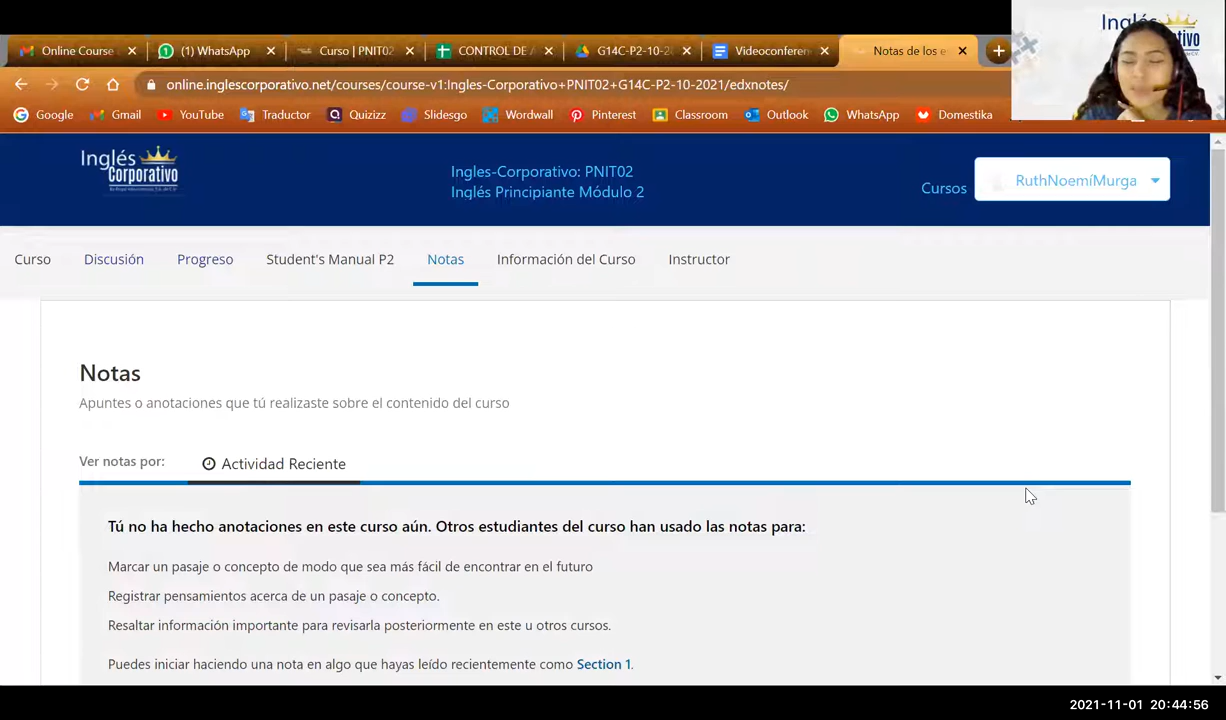 Online Course
(1) WhatsApp
Curso | PNIT02
CONTROL DE A
G14C-P2-10-2
Videoconferen
Notas de los e
online.inglescorporativo.net/courses/course-v1:Ingles-Corporativo+PNIT02+G14C-P2-10-2021/edxnotes/
Google
Gmail
YouTube
Traductor
Quizizz
Slidesgo
Wordwall
Pinterest
Classroom
Outlook
WhatsApp
Domestika
Inglés
Corporativo
Ingles-Corporativo: PNIT02
Inglés Principiante Módulo 2
Cursos
RuthNoemíMurga
Curso
Discusión
Progreso
Student's Manual P2
Notas
Información del Curso
Instructor
Notas
Apuntes o anotaciones que tú realizaste sobre el contenido del curso
Ver notas por:
Actividad Reciente
Tú no ha hecho anotaciones en este curso aún. Otros estudiantes del curso han usado las notas para:
Marcar un pasaje o concepto de modo que sea más fácil de encontrar en el futuro
Registrar pensamientos acerca de un pasaje o concepto.
Resaltar información importante para revisarla posteriormente en este u otros cursos.
Puedes iniciar haciendo una nota en algo que hayas leído recientemente como Section 1.
2021-11-01 20:44:56